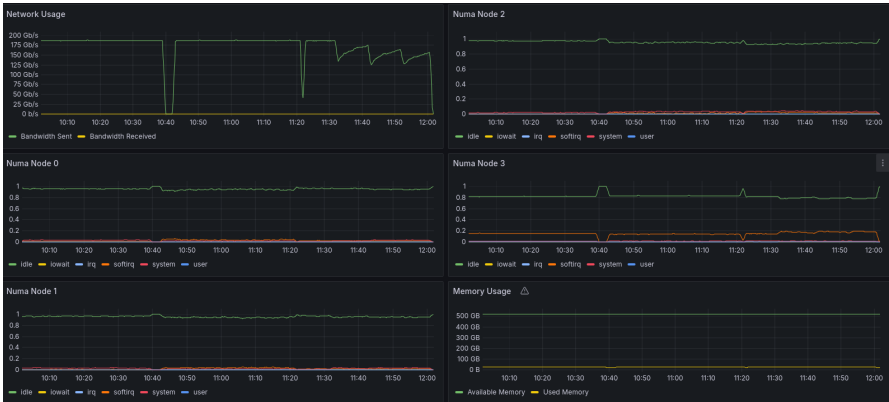 Network Usage
200 Gb/s
175 Gb/s
150 Gb/s
125 Gb/s
100 Gb/s
75 Gb/s
50 Gb/s
25 Gb/s
0 b/s
10:10 10:20 10:30 10:40 10:50 11:00 11:10 11:20 11:30 11:40 11:50 12:00
Bandwidth Sent Bandwidth Received
Numa Node 2
1
0.8
0.6
0.4
0.2
0
10:10 10:20 10:30 10:40 10:50 11:00 11:10 11:20 11:30 11:40 11:50 12:00
idle iowait irq softirq system user
Numa Node 0
1
0.8
0.6
0.4
0.2
0
10:10 10:20 10:30 10:40 10:50 11:00 11:10 11:20 11:30 11:40 11:50 12:00
idle iowait irq softirq system user
Numa Node 3
1
0.8
0.6
0.4
0.2
0
10:10 10:20 10:30 10:40 10:50 11:00 11:10 11:20 11:30 11:40 11:50 12:00
idle iowait irq softirq system user
Numa Node 1
1
0.8
0.6
0.4
0.2
0
10:10 10:20 10:30 10:40 10:50 11:00 11:10 11:20 11:30 11:40 11:50 12:00
idle iowait irq softirq system user
Memory Usage
500 GB
400 GB
300 GB
200 GB
100 GB
0 B
10:10 10:20 10:30 10:40 10:50 11:00 11:10 11:20 11:30 11:40 11:50 12:00
Available Memory Used Memory